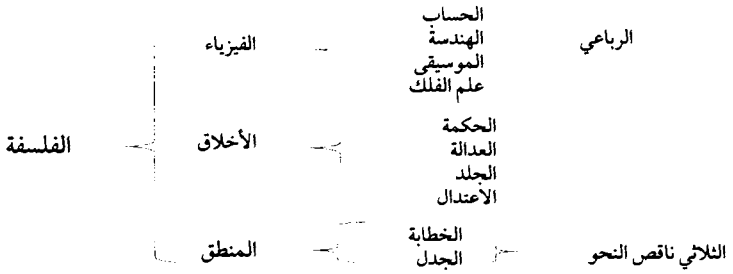 الفلسفة
الفيزياء
الحساب
الهندسة
الموسيقى
علم الفلك
الرباعي
الأخلاق
الحكمة
العدالة
الجلد
الاعتدال
المنطق
الخطابة
الجدل
الثلاثي ناقص النحو